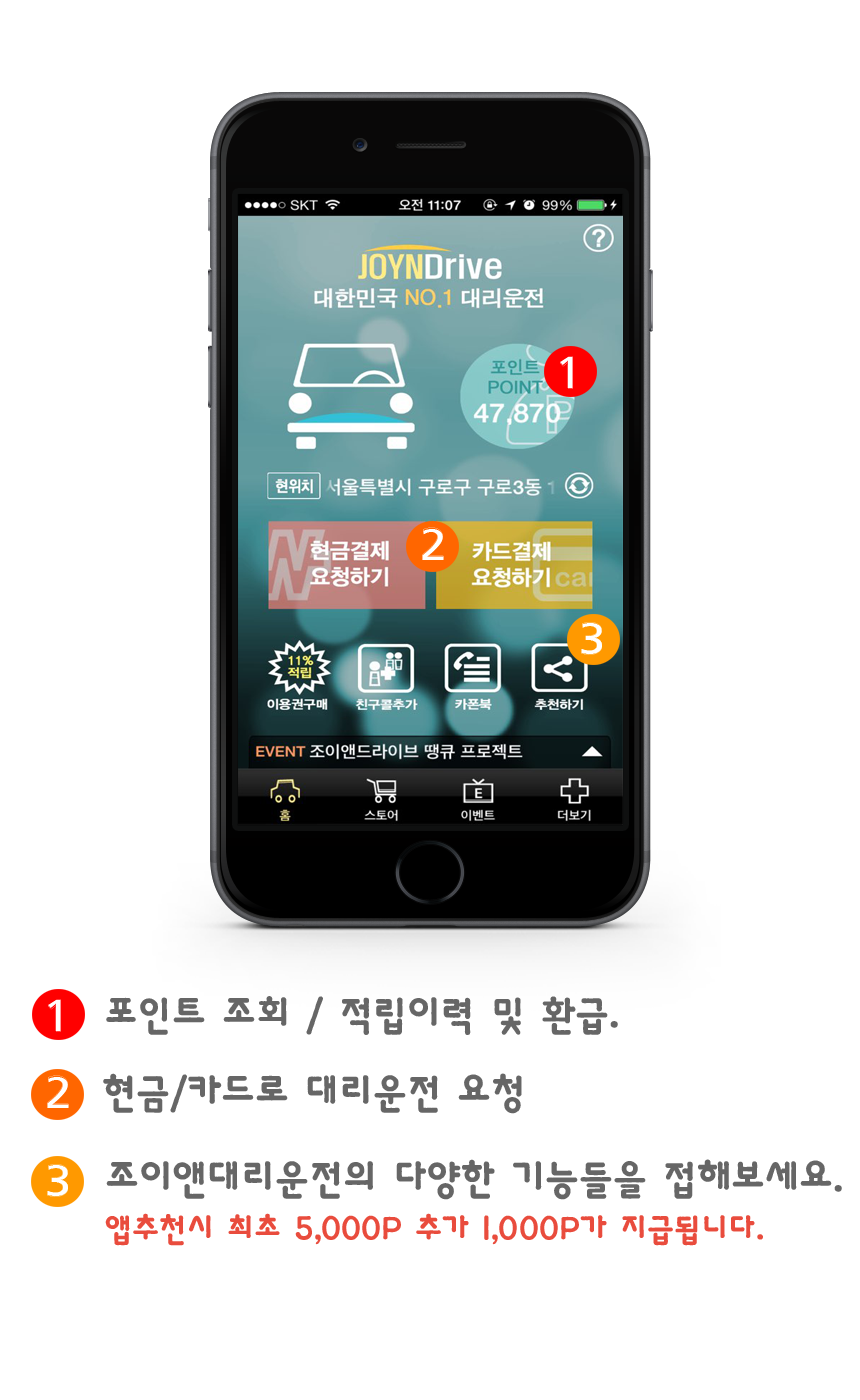 SKT 오전 11:07 99%
?
JOYNDrive
대한민국 NO.1 대리운전
포인트 1
POINT
47,870
P
현위치 서울특별시 구로구 구로3동
현금결제 2 카드결제
요청하기 요청하기
car
3
11%
적립
이용권구매 친구콜추가 카폰북 추천하기
EVENT 조이앤드라이브 땡큐 프로젝트
E
홈 스토어 이벤트 더보기
1 포인트 조회 / 적립이력 및 환급.
2 현금/카드로 대리운전 요청
3 조이앤대리운전의 다양한 기능들을 접해보세요.
앱추천시 최초 5,000P 추가 1,000P가 지급됩니다.